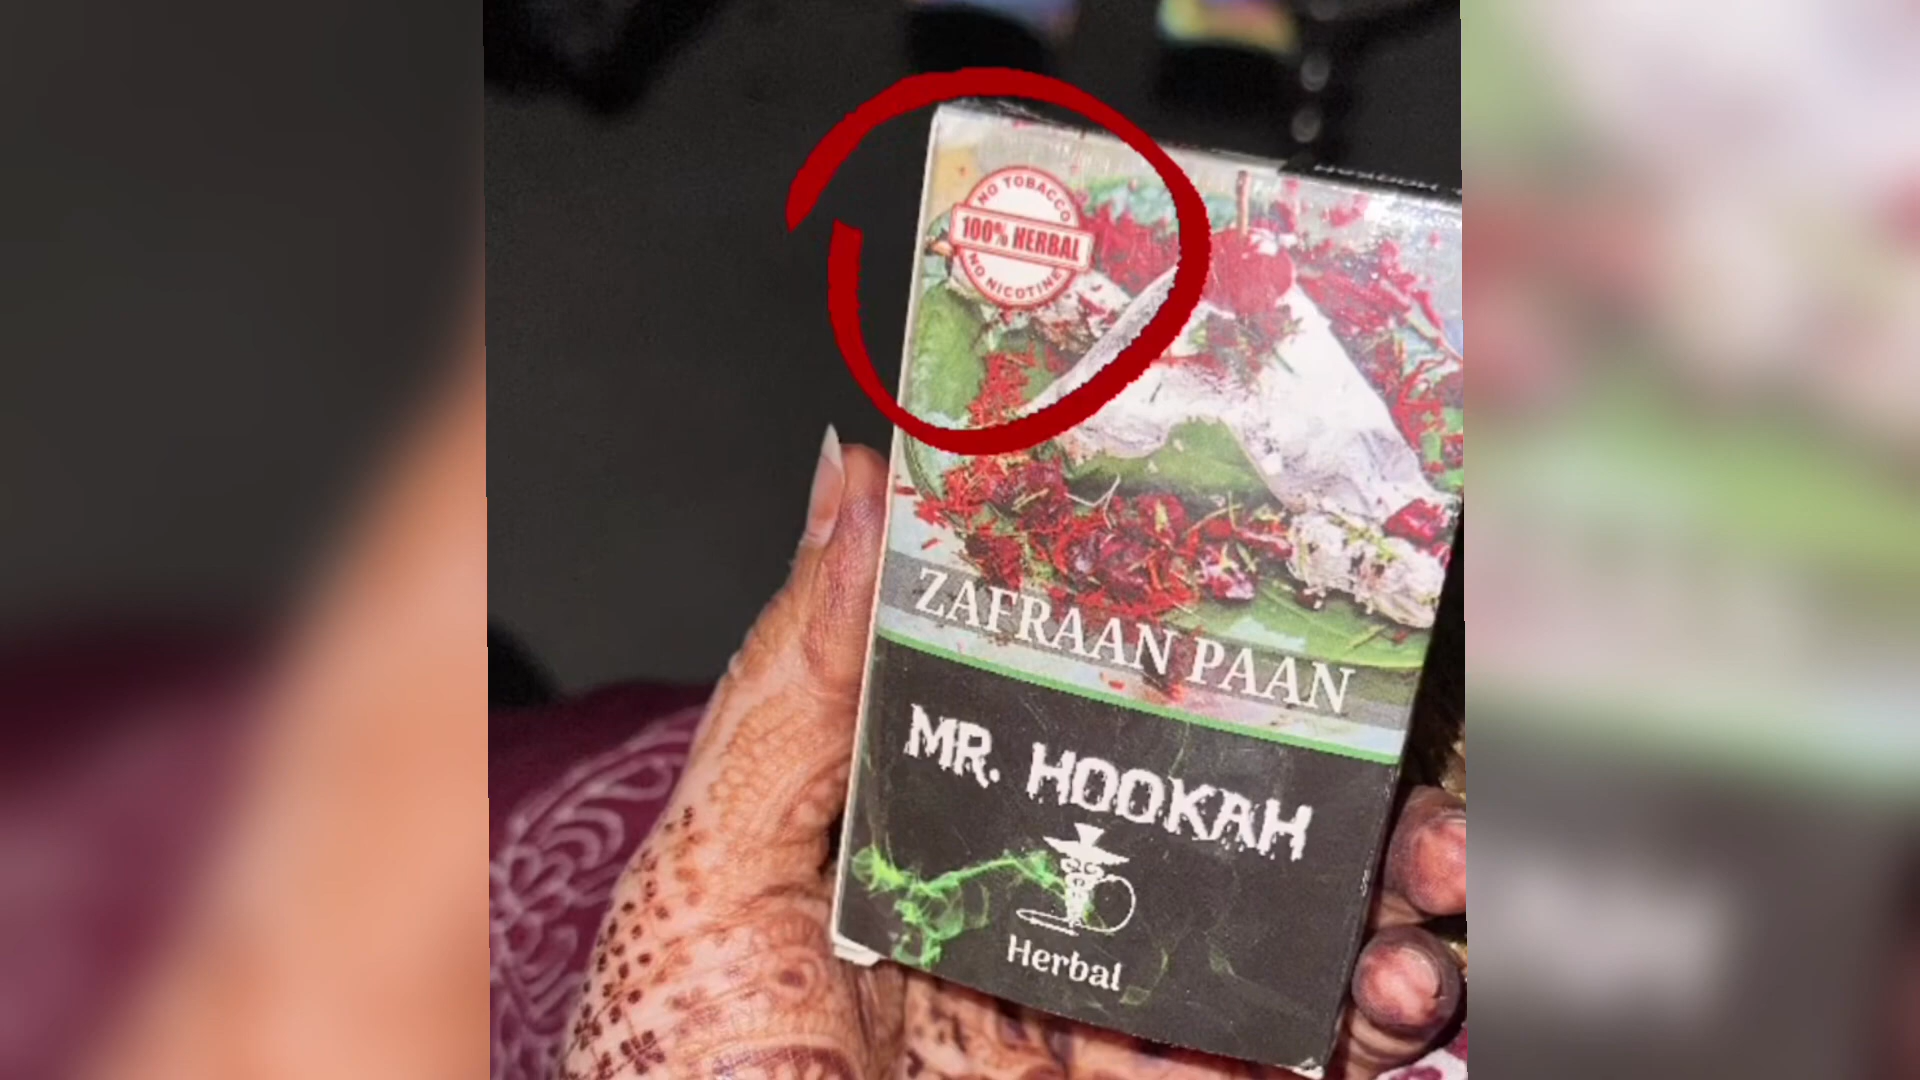 NO TOBACCO
100% HERBAL
NO NICOTINE
ZAFRAAN PAAN
MR. HOOKAH
Herbal